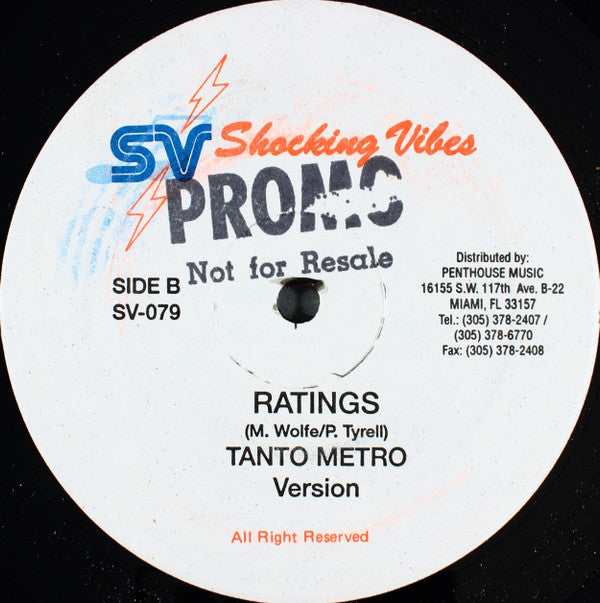 SV Shocking Vibes
PROMO
Not for Resale
SIDE B
SV-079
Distributed by:
PENTHOUSE MUSIC
16155 S.W. 117th Ave. B-22
MIAMI, FL 33157
Tel.: (305) 378-2407 /
(305) 378-6770
Fax: (305) 378-2408
RATINGS
(M. Wolfe/P. Tyrell)
TANTO METRO
Version
All Right Reserved